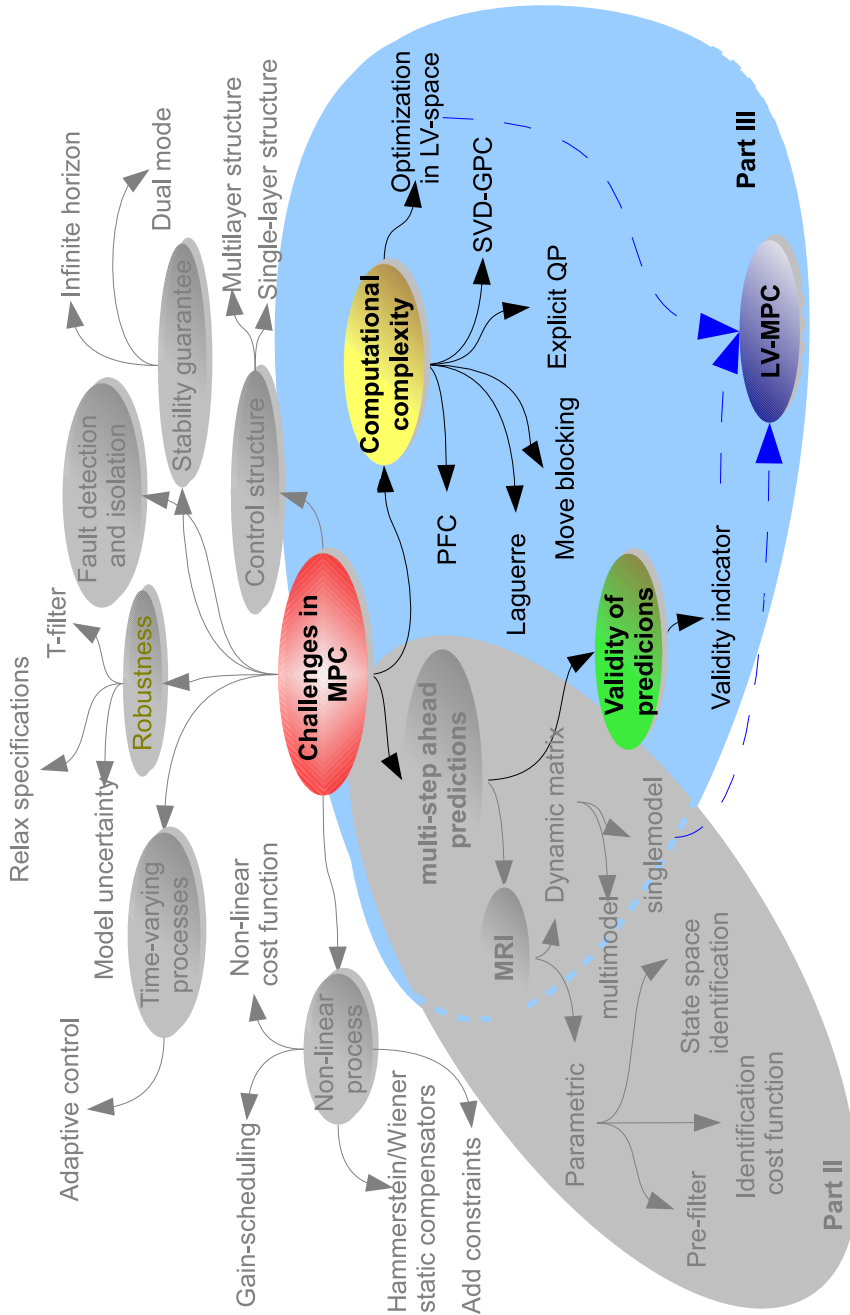 Relax specifications
T-filter
Robustness
Model uncertainty
Fault detection
and isolation
Infinite horizon
Dual mode
Stability guarantee
Multilayer structure
Single-layer structure
Control structure
Adaptive control
Time-varying
processes
Non-linear
cost function
Gain-scheduling
Non-linear
process
Hammerstein/Wiener
static compensators
Add constraints
Challenges in
MPC
Computational
complexity
Optimization
in LV-space
SVD-GPC
Explicit QP
Move blocking
Laguerre
PFC
multi-step ahead
predictions
MRI
Dynamic matrix
singlemodel
multimodel
Parametric
State space
identification
Identification
cost function
Pre-filter
Part II
Validity of
predicions
Validity indicator
LV-MPC
Part III